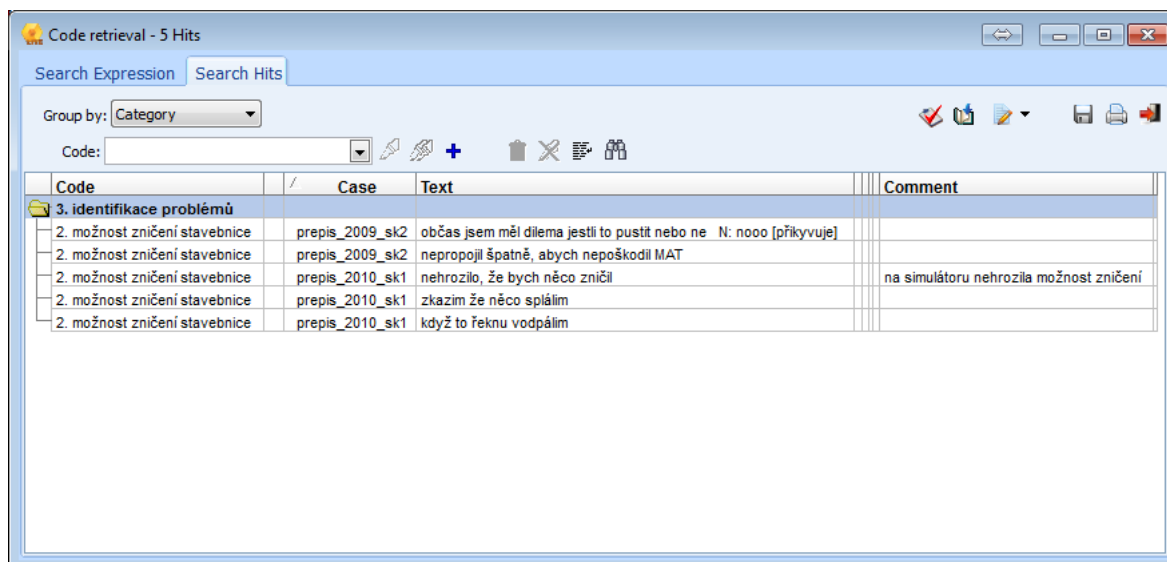 Code retrieval - 5 Hits
Search Expression Search Hits
Group by: Category
Code:
Code Case Text Comment
3. identifikace problémů
2. možnost zničení stavebnice prepis_2009_sk2 občas jsem měl dilema jestli to pustit nebo ne N: nooo [přikyvuje]
2. možnost zničení stavebnice prepis_2009_sk2 nepropojil špatně, abych nepoškodil MAT
2. možnost zničení stavebnice prepis_2010_sk1 nehrozilo, že bych něco zničil na simulátoru nehrozila možnost zničení
2. možnost zničení stavebnice prepis_2010_sk1 zkazim že něco splálim
2. možnost zničení stavebnice prepis_2010_sk1 když to řeknu vodpálim